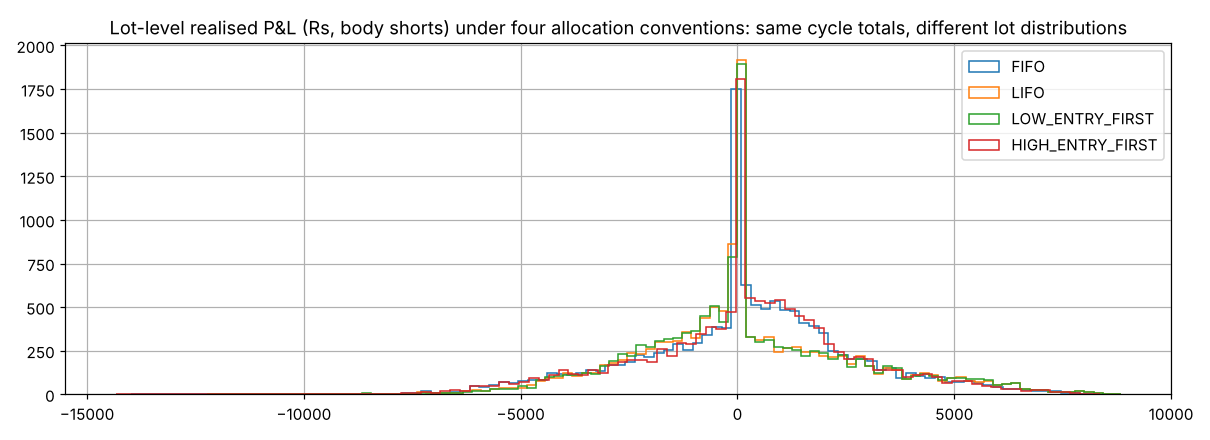 Lot-level realised P&L (Rs, body shorts) under four allocation conventions: same cycle totals, different lot distributions
2000
1750
1500
1250
1000
750
500
250
0
FIFO
LIFO
LOW_ENTRY_FIRST
HIGH_ENTRY_FIRST
−15000 −10000 −5000 0 5000 10000